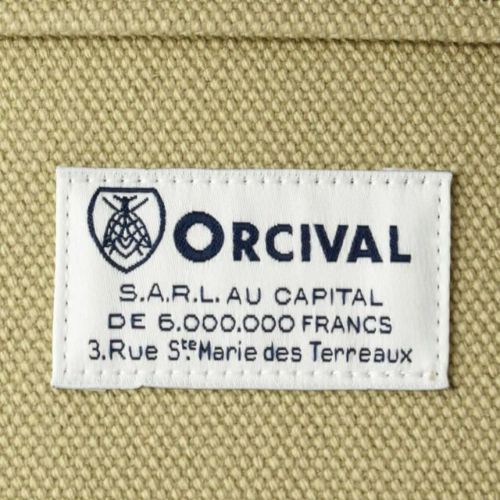 ORCIVAL
S.A.R.L. AU CAPITAL
DE 6.000.000 FRANCS
3.Rue Ste Marie des Terreaux